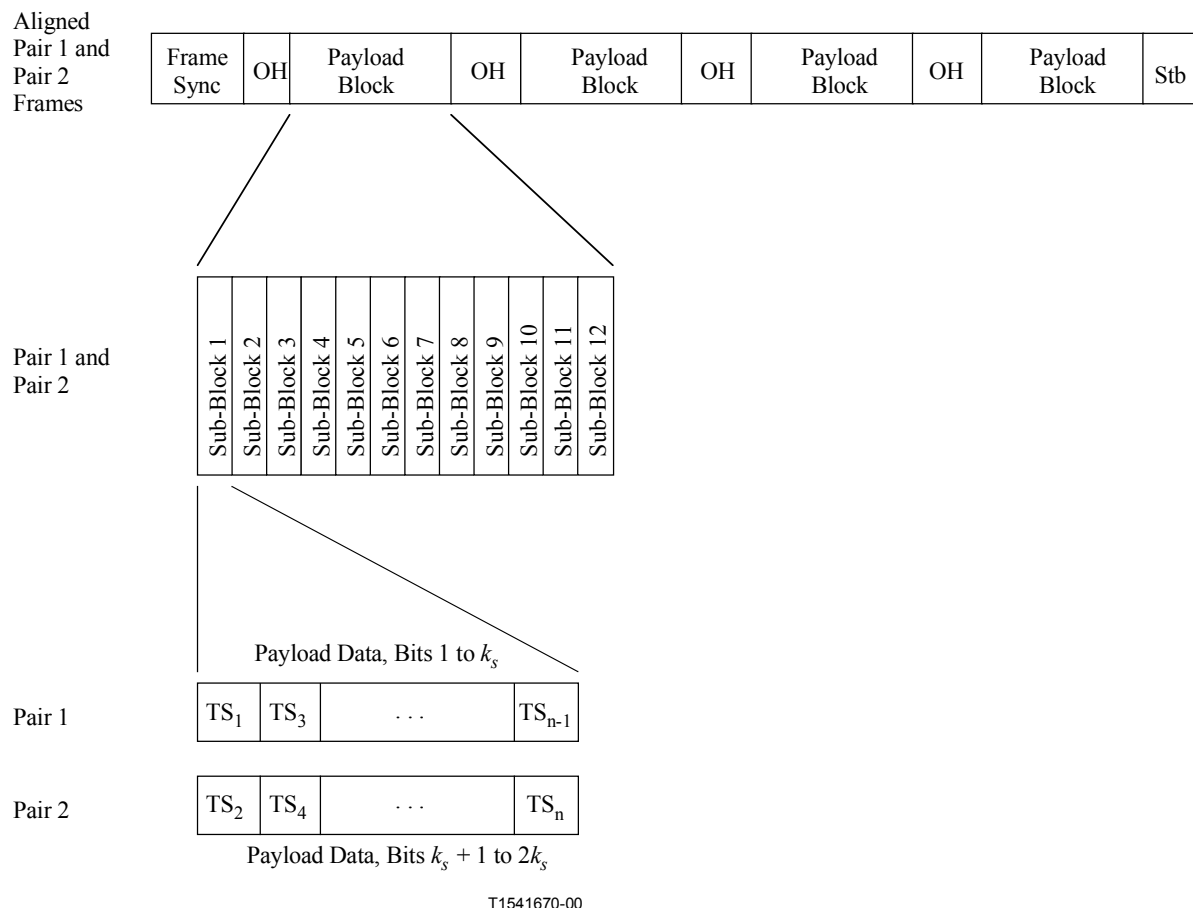 Aligned
Pair 1 and
Pair 2
Frames
Frame
Sync
OH
Payload
Block
OH
Payload
Block
OH
Payload
Block
OH
Payload
Block
Stb
Pair 1 and
Pair 2
Sub-Block 1
Sub-Block 2
Sub-Block 3
Sub-Block 4
Sub-Block 5
Sub-Block 6
Sub-Block 7
Sub-Block 8
Sub-Block 9
Sub-Block 10
Sub-Block 11
Sub-Block 12
Payload Data, Bits 1 to kₛ
Pair 1
TS₁ TS₃ . . . TSₙ₋₁
Pair 2
TS₂ TS₄ . . . TSₙ
Payload Data, Bits kₛ + 1 to 2kₛ
T1541670-00